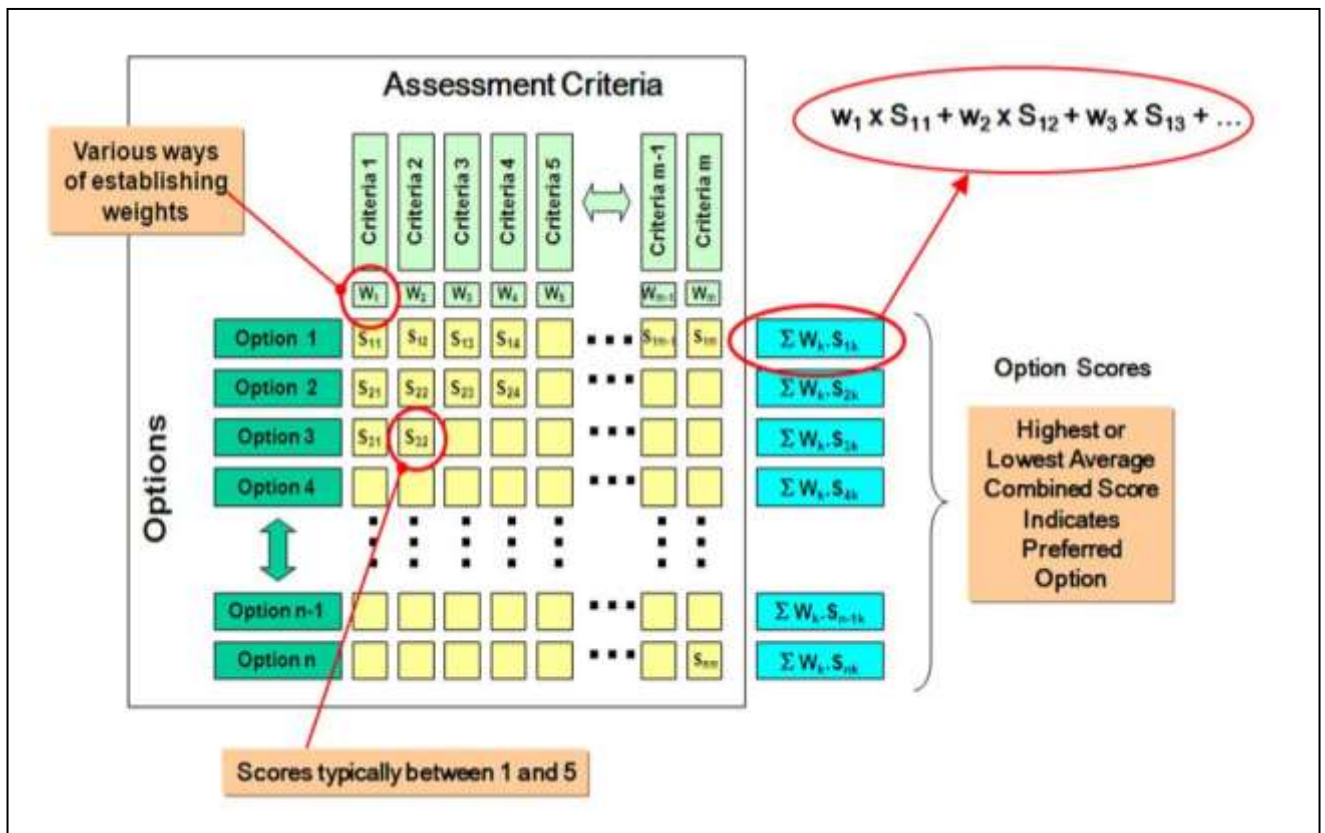 Assessment Criteria
w₁ x S₁₁ + w₂ x S₁₂ + w₃ x S₁₃ + ...
Various ways
of establishing
weights
Criteria 1
Criteria 2
Criteria 3
Criteria 4
Criteria 5
Criteria m-1
Criteria m
W₁ W₂ W₃ W₄ W₅ Wₘ₋₁ Wₘ
Option 1 S₁₁ S₁₂ S₁₃ S₁₄ S₁ₘ₋₁ S₁ₘ Σ Wₖ.S₁ₖ
Option 2 S₂₁ S₂₂ S₂₃ S₂₄ Σ Wₖ.S₂ₖ
Option 3 Σ Wₖ.S₃ₖ
Option 4 Σ Wₖ.S₄ₖ
Option n-1 Σ Wₖ.Sₙ₋₁ₖ
Option n Sₙₘ Σ Wₖ.Sₙₖ
Options
Option Scores
Highest or
Lowest Average
Combined Score
Indicates
Preferred
Option
Scores typically between 1 and 5